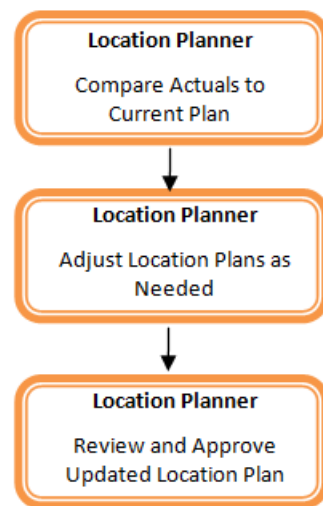 Location Planner
Compare Actuals to
Current Plan
Location Planner
Adjust Location Plans as
Needed
Location Planner
Review and Approve
Updated Location Plan